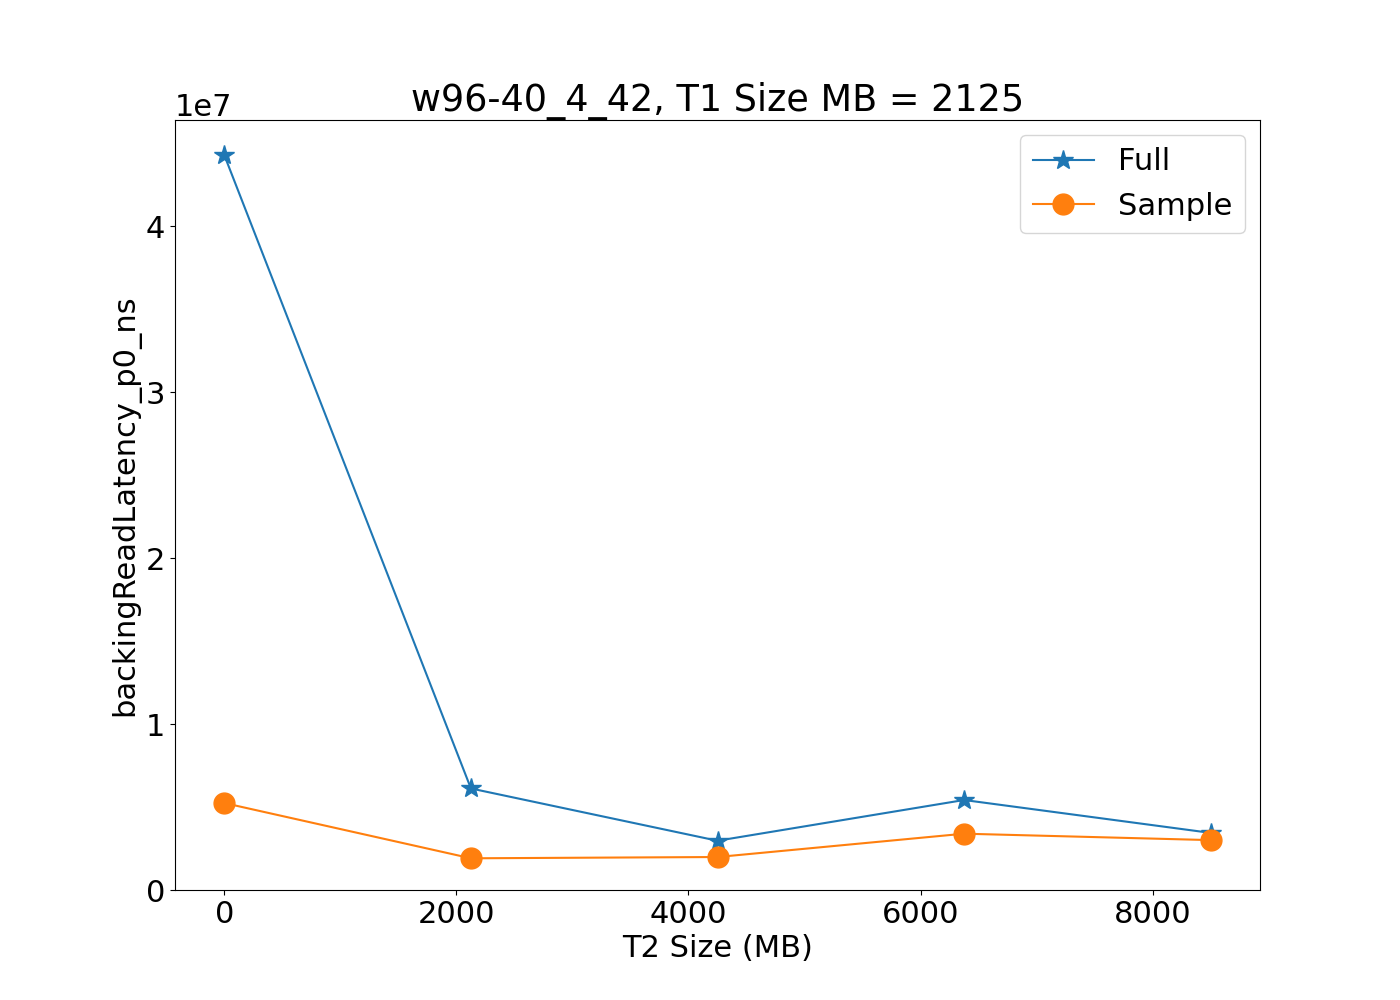 w96-40_4_42, T1 Size MB = 2125
1e7
Full
Sample
4
3
2
1
0
backingReadLatency_p0_ns
0 2000 4000 6000 8000
T2 Size (MB)